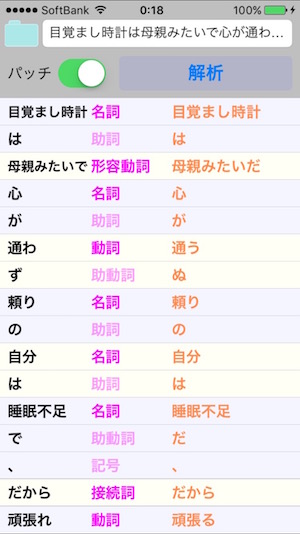 SoftBank 0:18 100%
目覚まし時計は母親みたいで心が通わ...
パッチ 解析
目覚まし時計 名詞 目覚まし時計
は 助詞 は
母親みたいで 形容動詞 母親みたいだ
心 名詞 心
が 助詞 が
通わ 動詞 通う
ず 助動詞 ぬ
頼り 名詞 頼り
の 助詞 の
自分 名詞 自分
は 助詞 は
睡眠不足 名詞 睡眠不足
で 助動詞 だ
、 記号 、
だから 接続詞 だから
頑張れ 動詞 頑張る